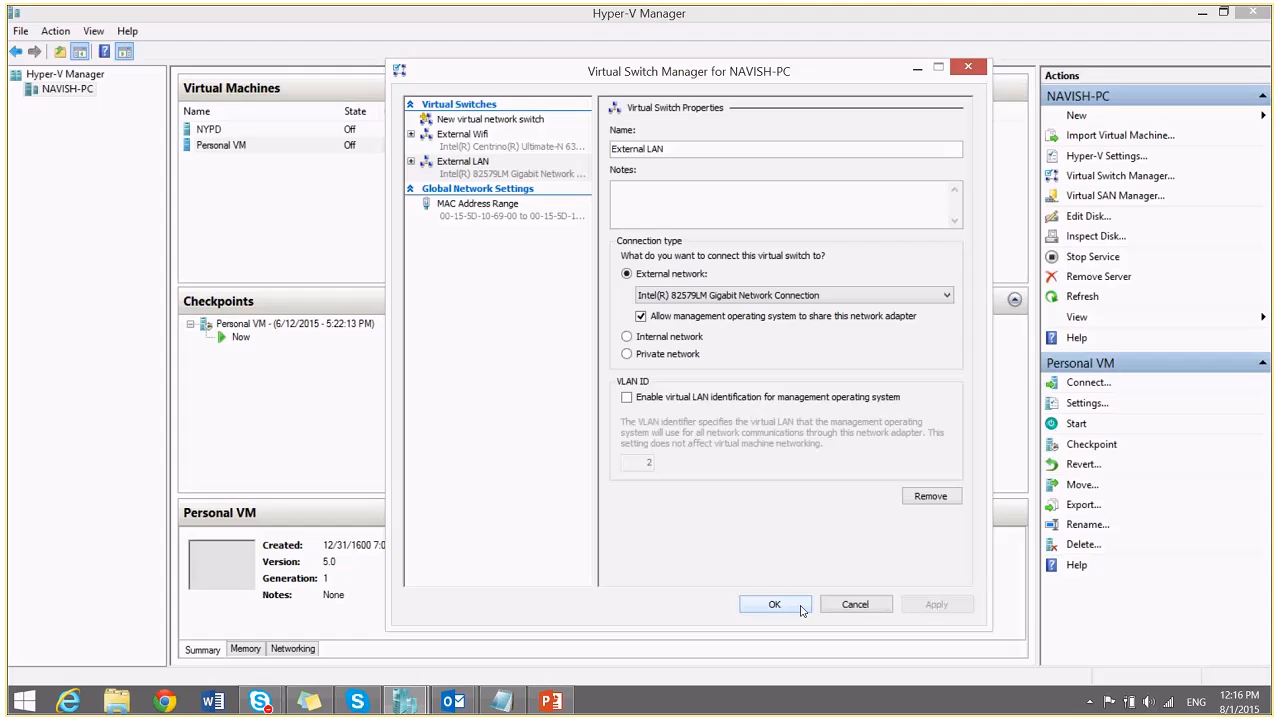 Hyper-V Manager
File Action View Help
Hyper-V Manager
NAVISH-PC
Virtual Machines
Name State
NYPD Off
Personal VM Off
Checkpoints
Personal VM - (6/12/2015 - 5:22:13 PM)
Now
Personal VM
Created: 12/31/1600 7:0
Version: 5.0
Generation: 1
Notes: None
Summary Memory Networking
Virtual Switch Manager for NAVISH-PC
Virtual Switches
New virtual network switch
External Wifi
Intel(R) Centrino(R) Ultimate-N 63...
External LAN
Intel(R) 82579LM Gigabit Network ...
Global Network Settings
MAC Address Range
00-15-5D-10-69-00 to 00-15-5D-1...
Virtual Switch Properties
Name:
External LAN
Notes:
Connection type
What do you want to connect this virtual switch to?
External network:
Intel(R) 82579LM Gigabit Network Connection
Allow management operating system to share this network adapter
Internal network
Private network
VLAN ID
Enable virtual LAN identification for management operating system
The VLAN identifier specifies the virtual LAN that the management operating
system will use for all network communications through this network adapter. This
setting does not affect virtual machine networking.
2
Remove
OK Cancel Apply
Actions
NAVISH-PC
New
Import Virtual Machine...
Hyper-V Settings...
Virtual Switch Manager...
Virtual SAN Manager...
Edit Disk...
Inspect Disk...
Stop Service
Remove Server
Refresh
View
Help
Personal VM
Connect...
Settings...
Start
Checkpoint
Revert...
Move...
Export...
Rename...
Delete...
Help
ENG
12:16 PM
8/1/2015